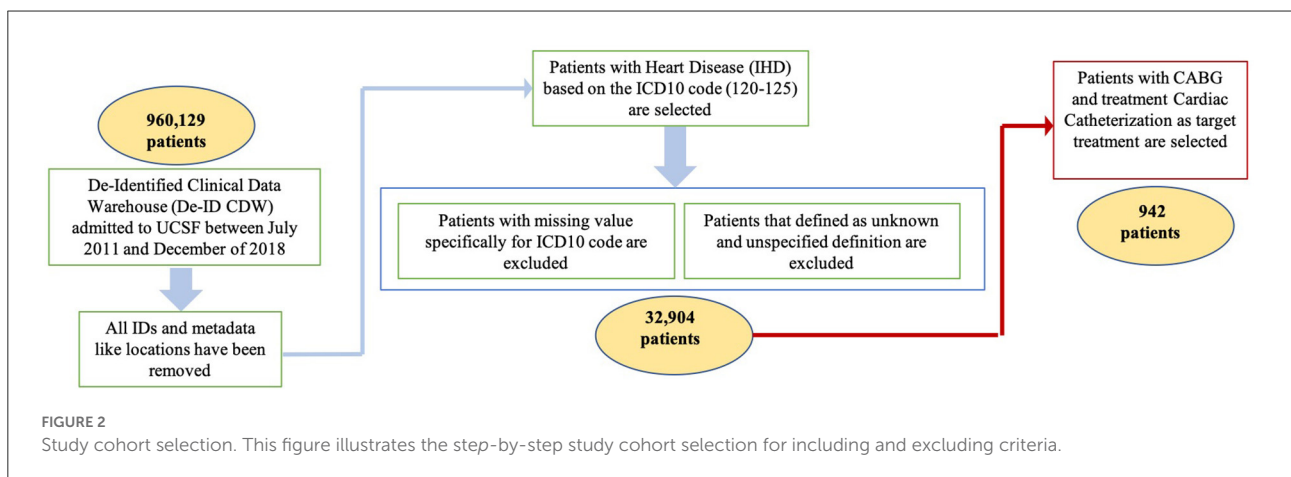 960,129
patients
De-Identified Clinical Data
Warehouse (De-ID CDW)
admitted to UCSF between July
2011 and December of 2018
All IDs and metadata
like locations have been
removed
Patients with Heart Disease (IHD)
based on the ICD10 code (120-125)
are selected
Patients with missing value
specifically for ICD10 code are
excluded
Patients that defined as unknown
and unspecified definition are
excluded
32,904
patients
Patients with CABG
and treatment Cardiac
Catheterization as target
treatment are selected
942
patients
FIGURE 2
Study cohort selection. This figure illustrates the step-by-step study cohort selection for including and excluding criteria.